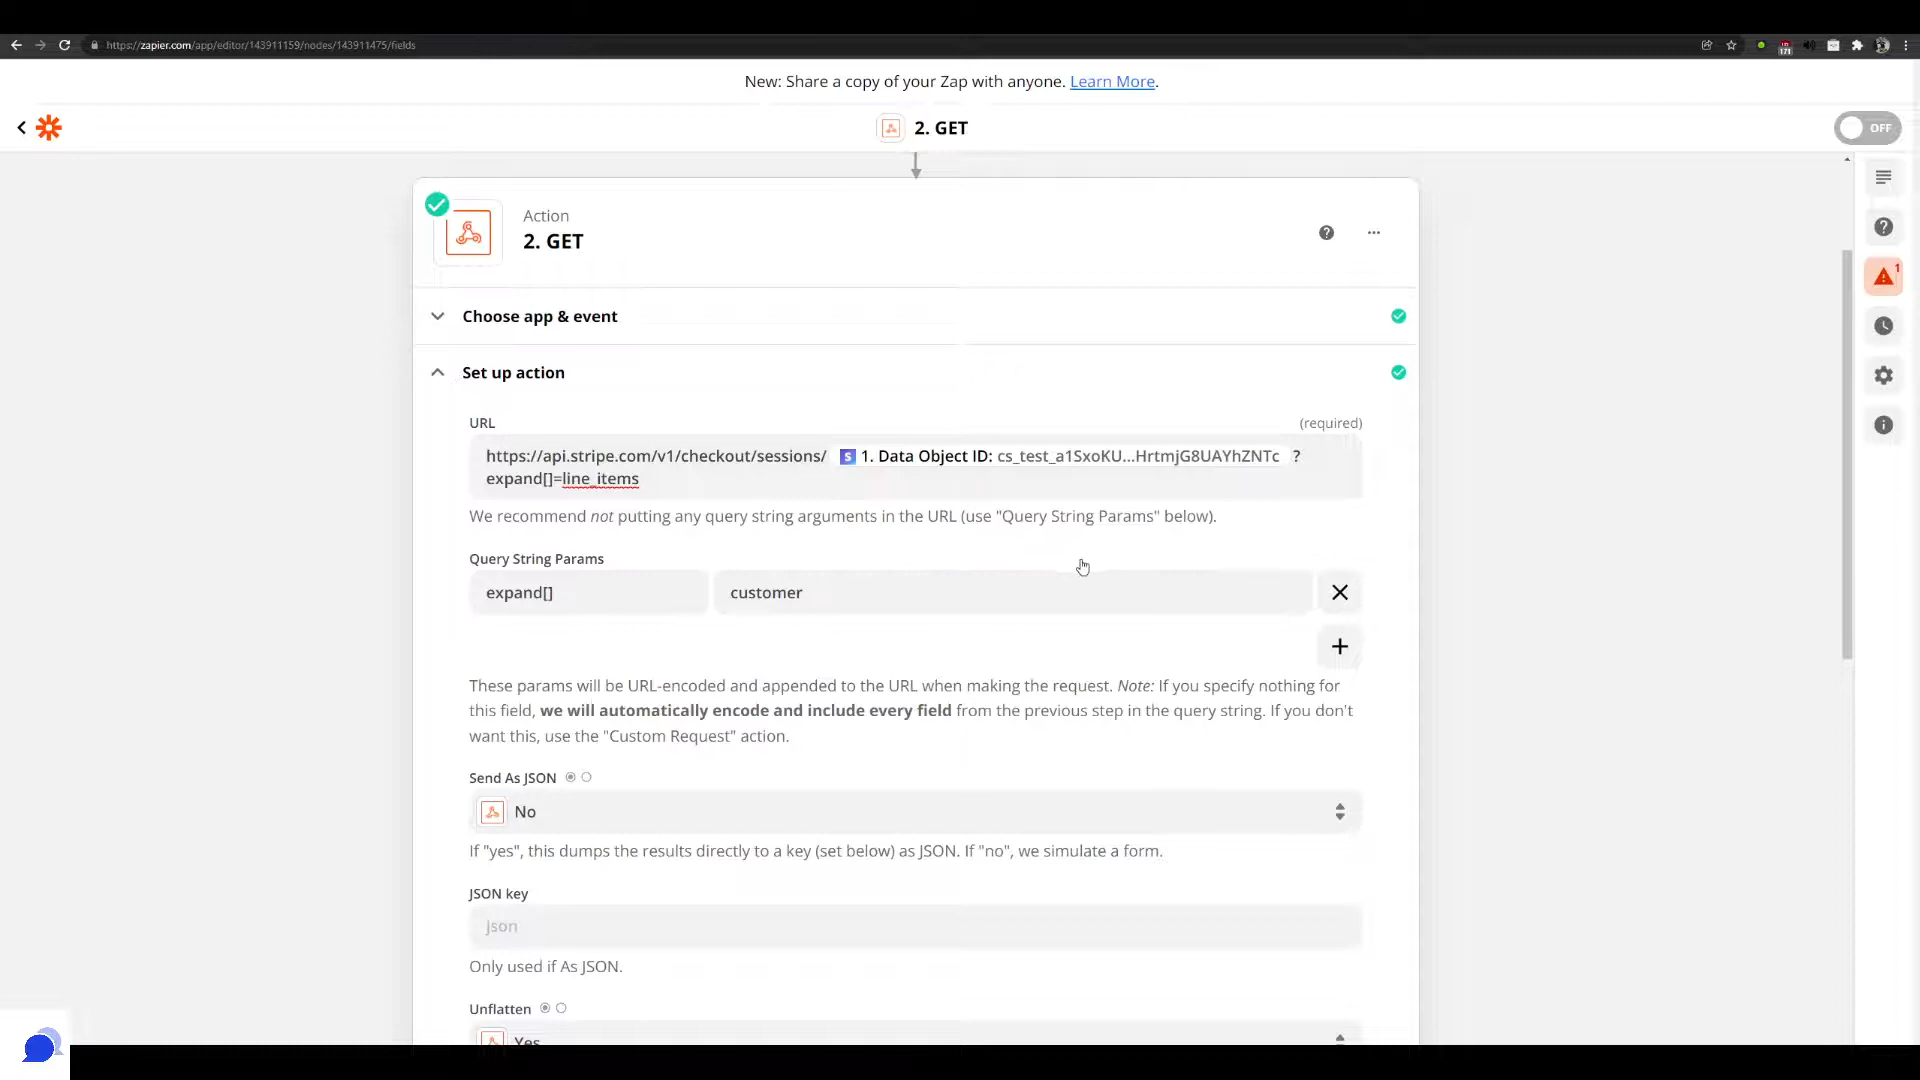 https://zapier.com/app/editor/143911159/nodes/143911475/fields
171
New: Share a copy of your Zap with anyone. Learn More.
2. GET
OFF
Action
2. GET
1
Choose app & event
Set up action
URL
(required)
https://api.stripe.com/v1/checkout/sessions/ S 1. Data Object ID: cs_test_a1SxoKU...HrtmjG8UAYhZNTc ?
expand[]=line_items
We recommend not putting any query string arguments in the URL (use "Query String Params" below).
Query String Params
expand[]
customer
These params will be URL-encoded and appended to the URL when making the request. Note: If you specify nothing for
this field, we will automatically encode and include every field from the previous step in the query string. If you don't
want this, use the "Custom Request" action.
Send As JSON
No
If "yes", this dumps the results directly to a key (set below) as JSON. If "no", we simulate a form.
JSON key
json
Only used if As JSON.
Unflatten
Yes